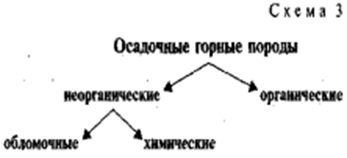 Схема 3
Осадочные горные породы
неорганические органические
обломочные химические